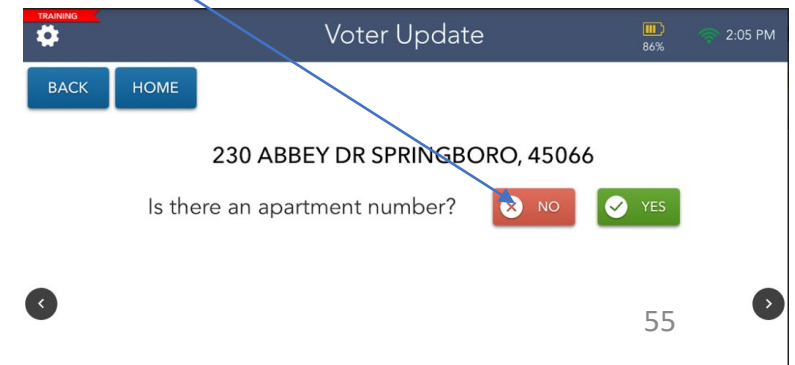 TRAINING
Voter Update
86%
2:05 PM
BACK
HOME
230 ABBEY DR SPRINGBORO, 45066
Is there an apartment number?
NO
YES
55